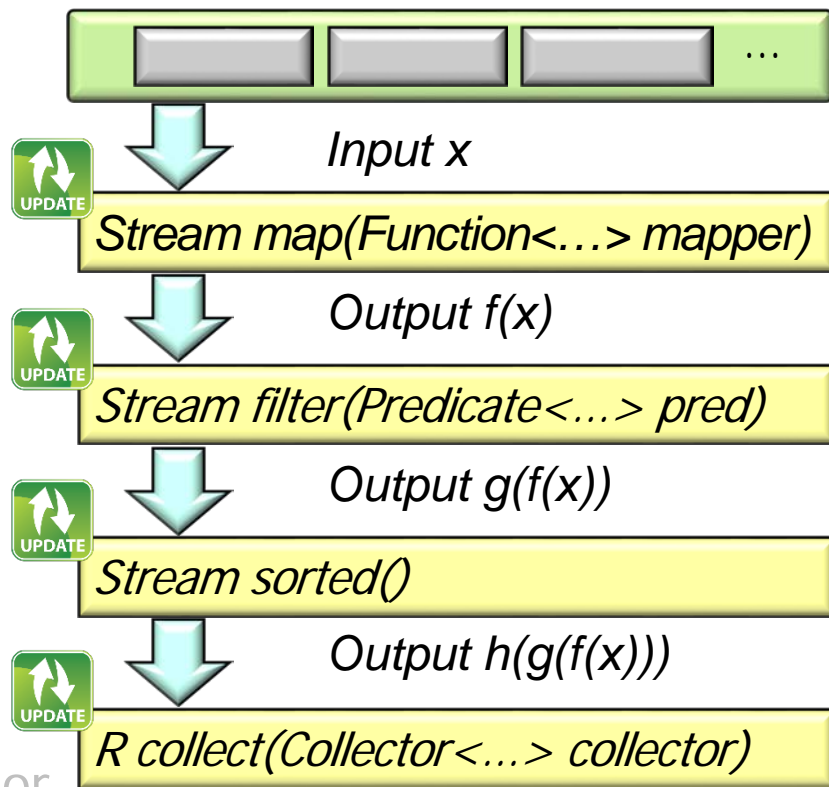 …
Input x
UPDATE
Stream map(Function<…> mapper)
Output f(x)
UPDATE
Stream filter(Predicate<…> pred)
Output g(f(x))
UPDATE
Stream sorted()
Output h(g(f(x)))
UPDATE
R collect(Collector<…> collector)
or